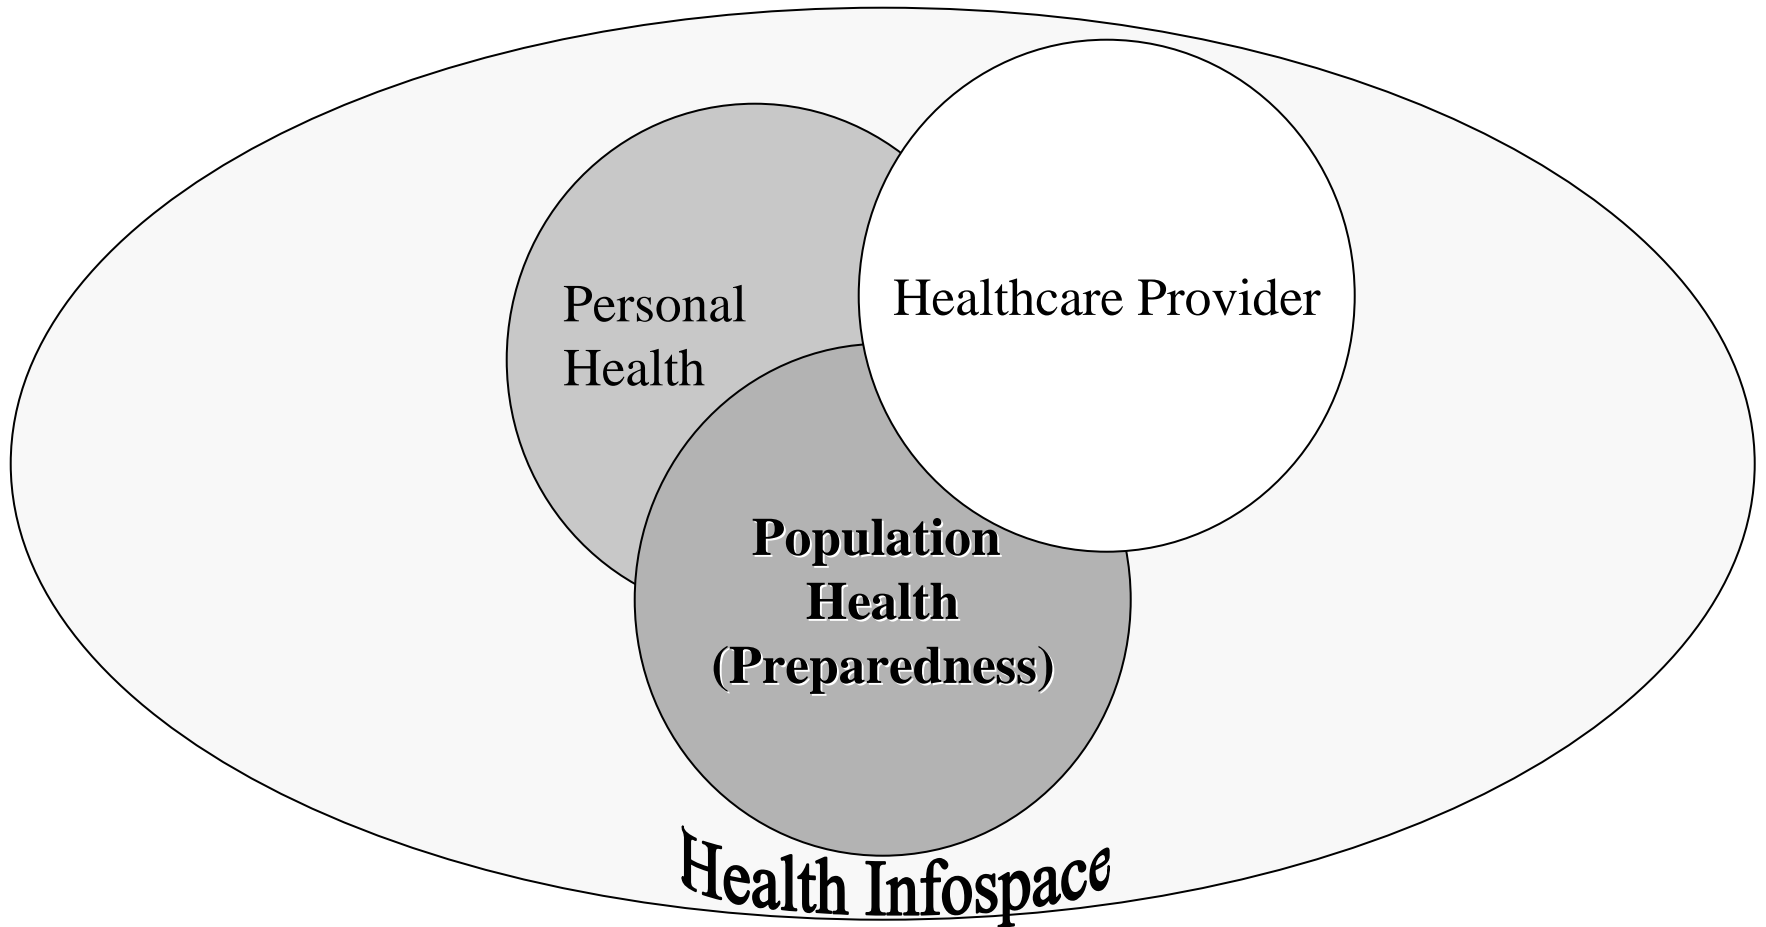 Personal
Health
Healthcare Provider
Population
Health
(Preparedness)
Health Infospace